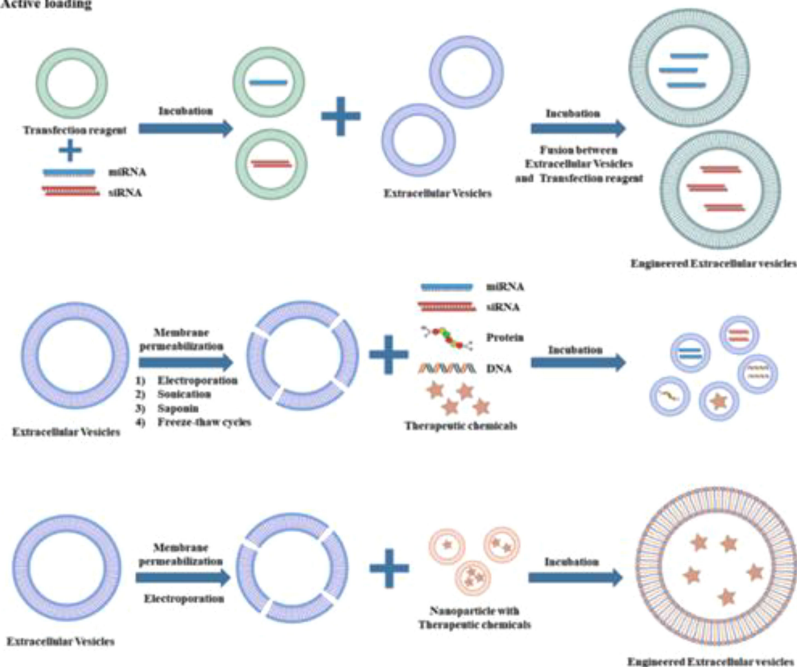 Active loading
Transfection reagent
miRNA
siRNA
Incubation
Extracellular Vesicles
Incubation
Fusion between
Extracellular Vesicles
and Transfection reagent
Engineered Extracellular vesicles
Extracellular Vesicles
Membrane
permeabilization
1) Electroporation
2) Sonication
3) Saponin
4) Freeze-thaw cycles
miRNA
siRNA
Protein
DNA
Therapeutic chemicals
Incubation
Extracellular Vesicles
Membrane
permeabilization
Electroporation
Nanoparticle with
Therapeutic chemicals
Incubation
Engineered Extracellular vesicles